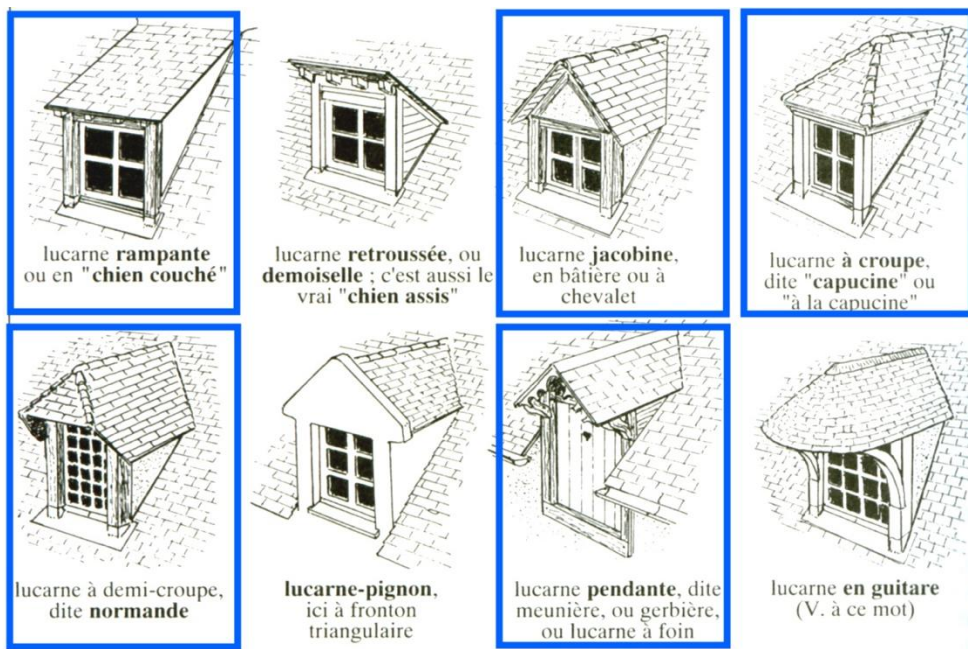 lucarne rampante
ou en "chien couché"
lucarne retroussée, ou
demoiselle ; c'est aussi le
vrai "chien assis"
lucarne jacobine,
en bâtière ou à
chevalet
lucarne à croupe,
dite "capucine" ou
"à la capucine"
lucarne à demi-croupe,
dite normande
lucarne-pignon,
ici à fronton
triangulaire
lucarne pendante, dite
meunière, ou gerbière,
ou lucarne à foin
lucarne en guitare
(V. à ce mot)